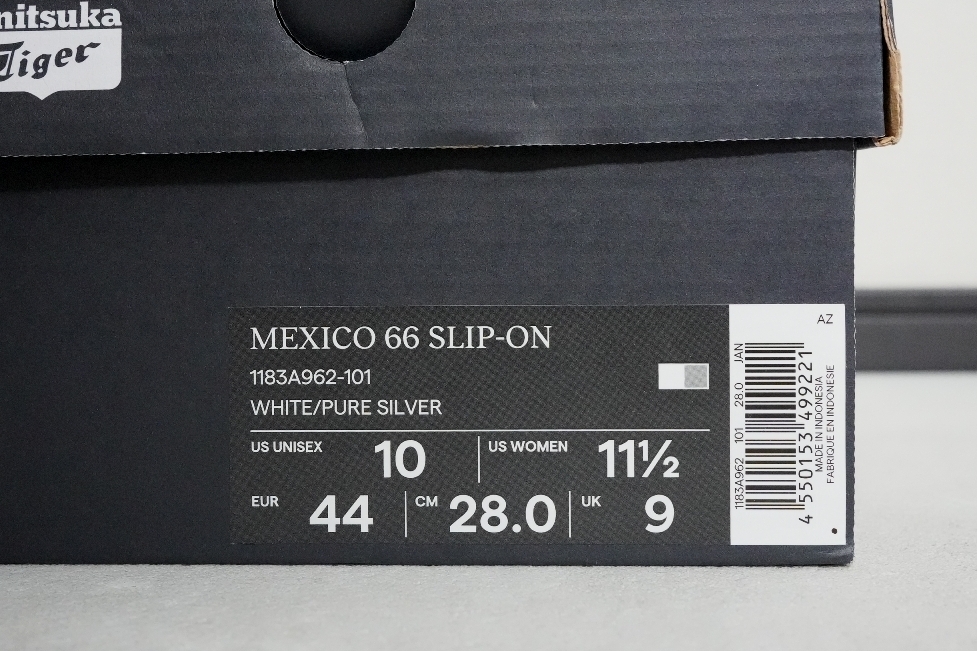 nitsuka
Tiger
MEXICO 66 SLIP-ON
1183A962-101
WHITE/PURE SILVER
US UNISEX 10 US WOMEN 11½
EUR 44 CM 28.0 UK 9
AZ
1183A962 101 28.0 JAN
4 550153 499221
MADE IN INDONESIA
FABRIQUE EN INDONESIE